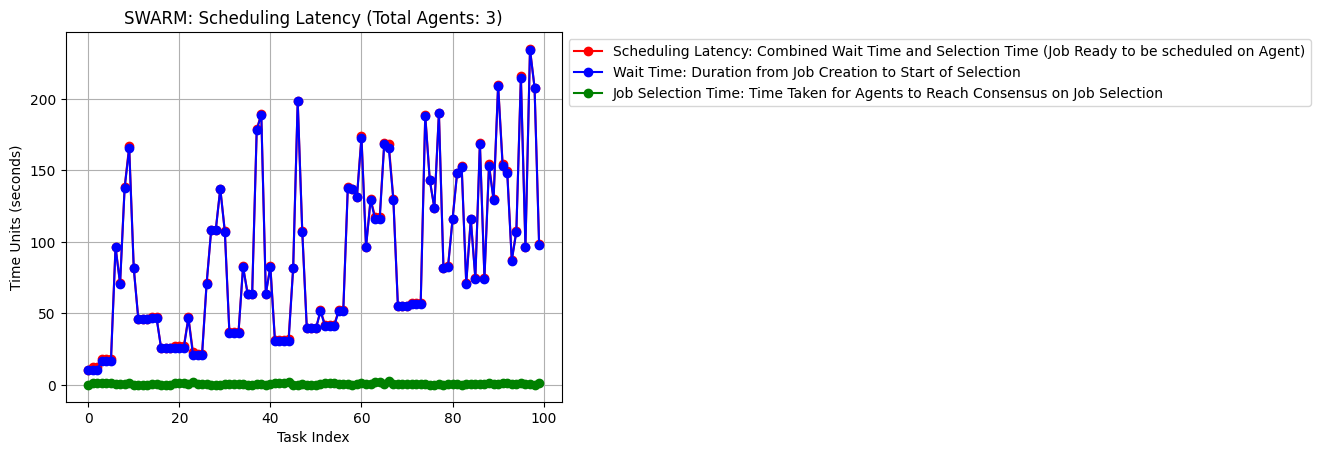 SWARM: Scheduling Latency (Total Agents: 3)
Scheduling Latency: Combined Wait Time and Selection Time (Job Ready to be scheduled on Agent)
Wait Time: Duration from Job Creation to Start of Selection
Job Selection Time: Time Taken for Agents to Reach Consensus on Job Selection
Time Units (seconds)
200
150
100
50
0
0 20 40 60 80 100
Task Index